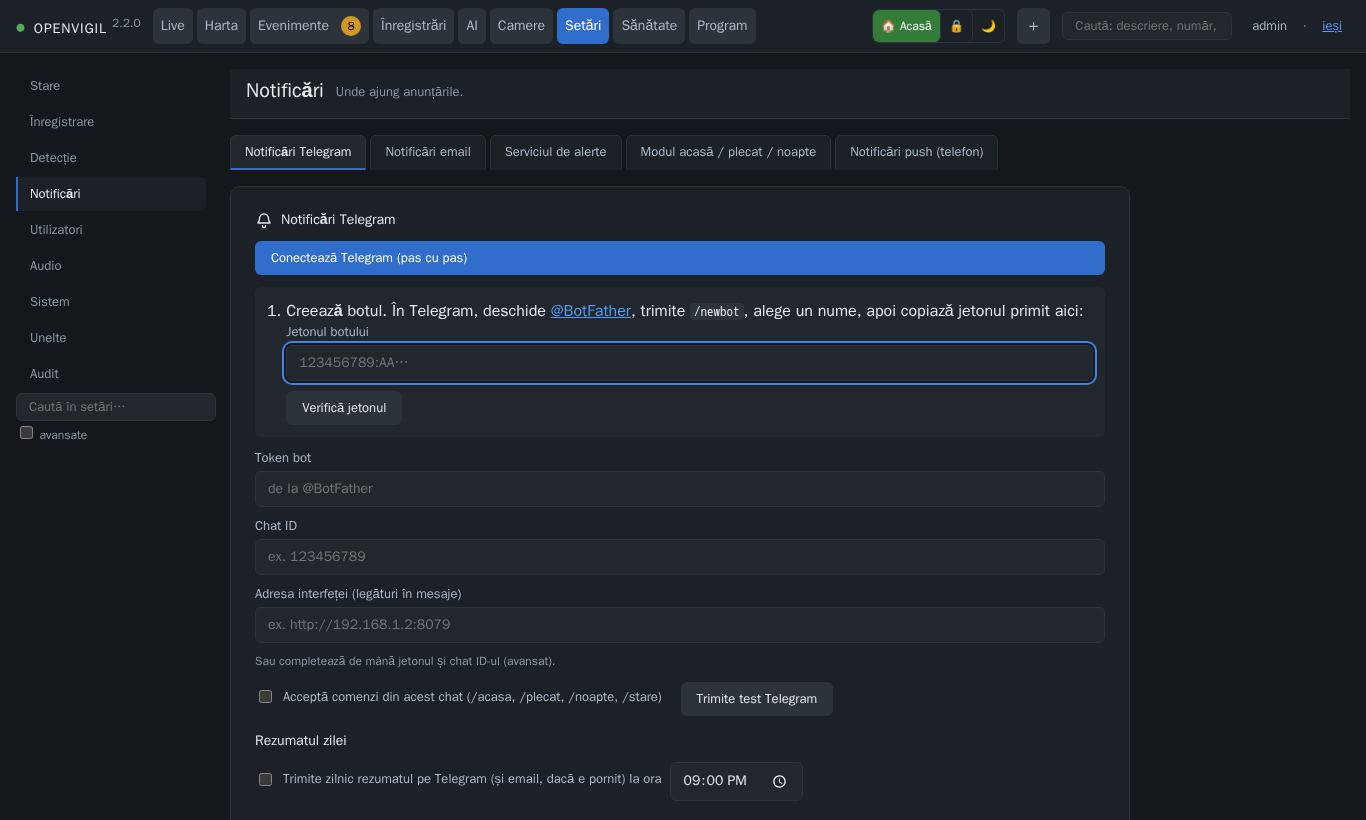 OPENVIGIL 2.2.0
Live
Harta
Evenimente 8
Înregistrări
AI
Camere
Setări
Sănătate
Program
Acasă
+
Caută: descriere, număr,
admin · ieși
Stare
Înregistrare
Detecție
Notificări
Utilizatori
Audio
Sistem
Unelte
Audit
Caută în setări…
avansate
Notificări Unde ajung anunțările.
Notificări Telegram
Notificări email
Serviciul de alerte
Modul acasă / plecat / noapte
Notificări push (telefon)
Notificări Telegram
Conectează Telegram (pas cu pas)
1. Creează botul. În Telegram, deschide @BotFather, trimite /newbot, alege un nume, apoi copiază jetonul primit aici:
Jetonul botului
123456789:AA…
Verifică jetonul
Token bot
de la @BotFather
Chat ID
ex. 123456789
Adresa interfeței (legături în mesaje)
ex. http://192.168.1.2:8079
Sau completează de mână jetonul și chat ID-ul (avansat).
Acceptă comenzi din acest chat (/acasa, /plecat, /noapte, /stare)
Trimite test Telegram
Rezumatul zilei
Trimite zilnic rezumatul pe Telegram (și email, dacă e pornit) la ora 09:00 PM